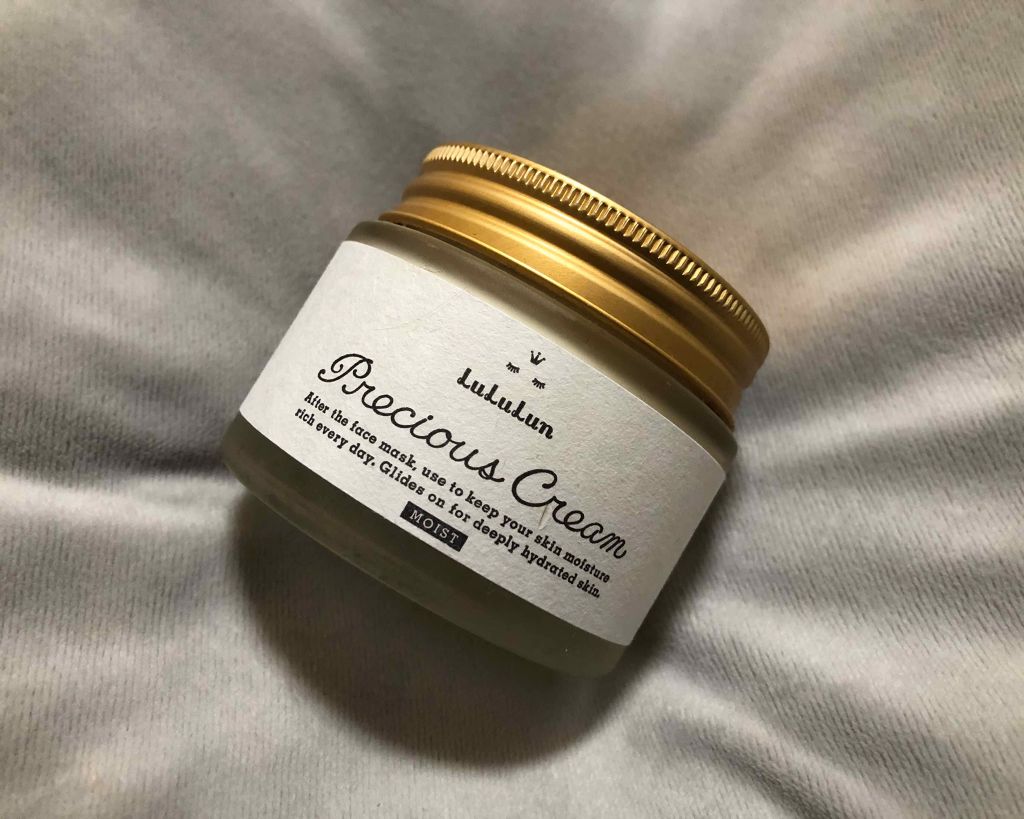 LuLuLun
Precious Cream
After the face mask, use to keep your skin moisture
rich every day. Glides on for deeply hydrated skin.
MOIST